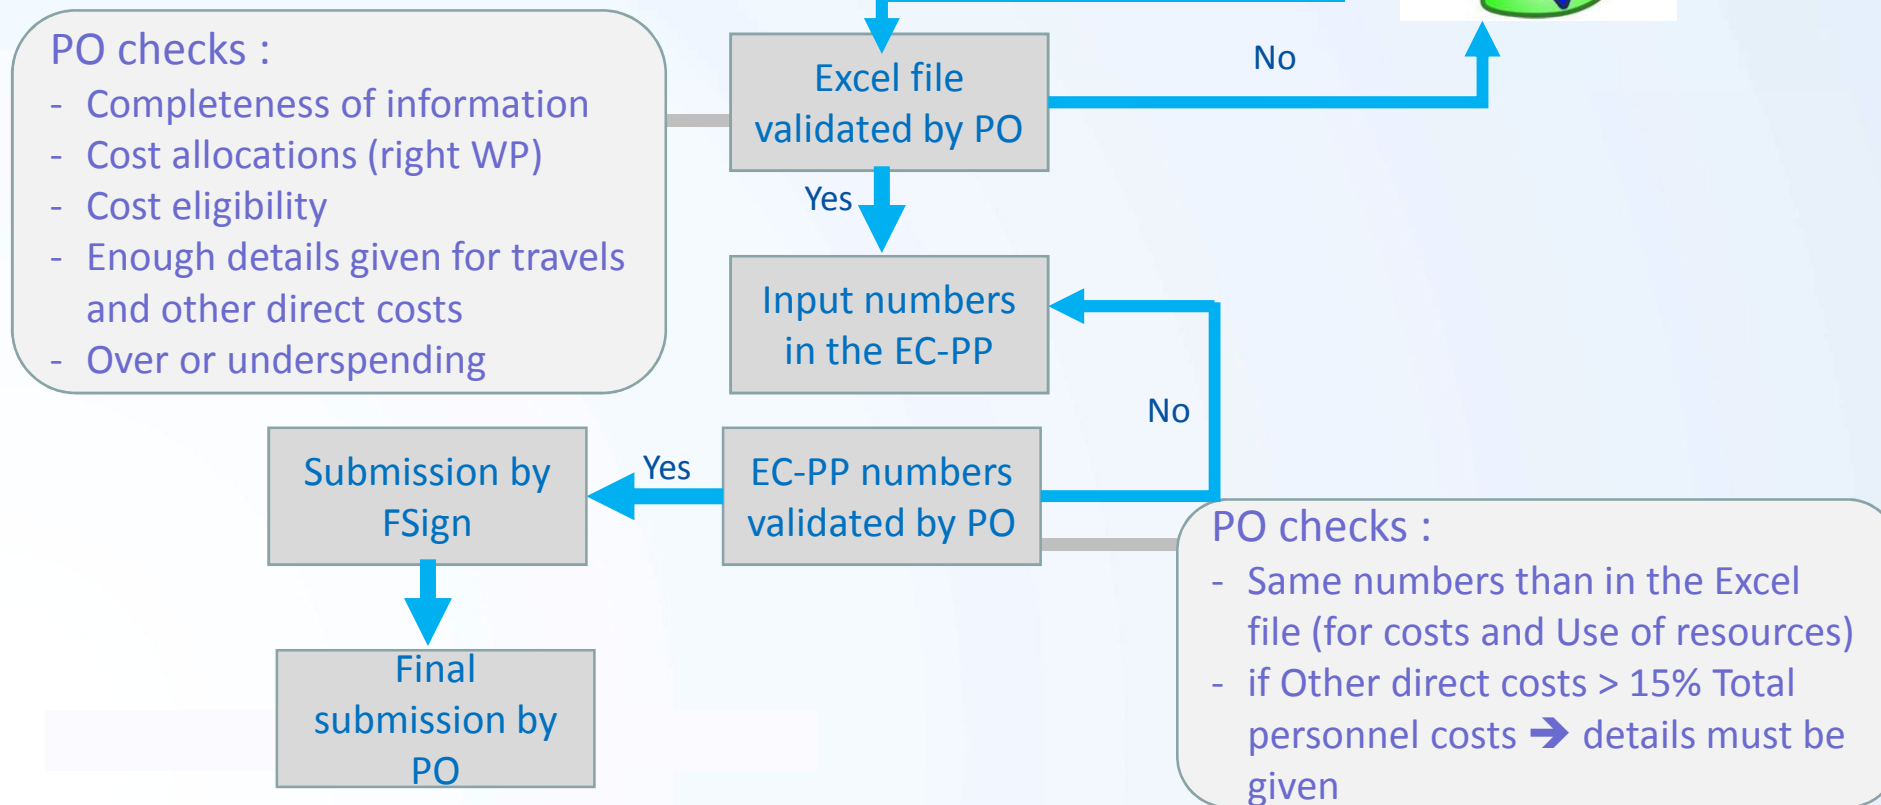 PO checks :
- Completeness of information
- Cost allocations (right WP)
- Cost eligibility
- Enough details given for travels
and other direct costs
- Over or underspending
Excel file
validated by PO
No
Yes
Input numbers
in the EC-PP
No
EC-PP numbers
validated by PO
Yes
Submission by
FSign
Final
submission by
PO
PO checks :
- Same numbers than in the Excel
file (for costs and Use of resources)
- if Other direct costs > 15% Total
personnel costs ➔ details must be
given